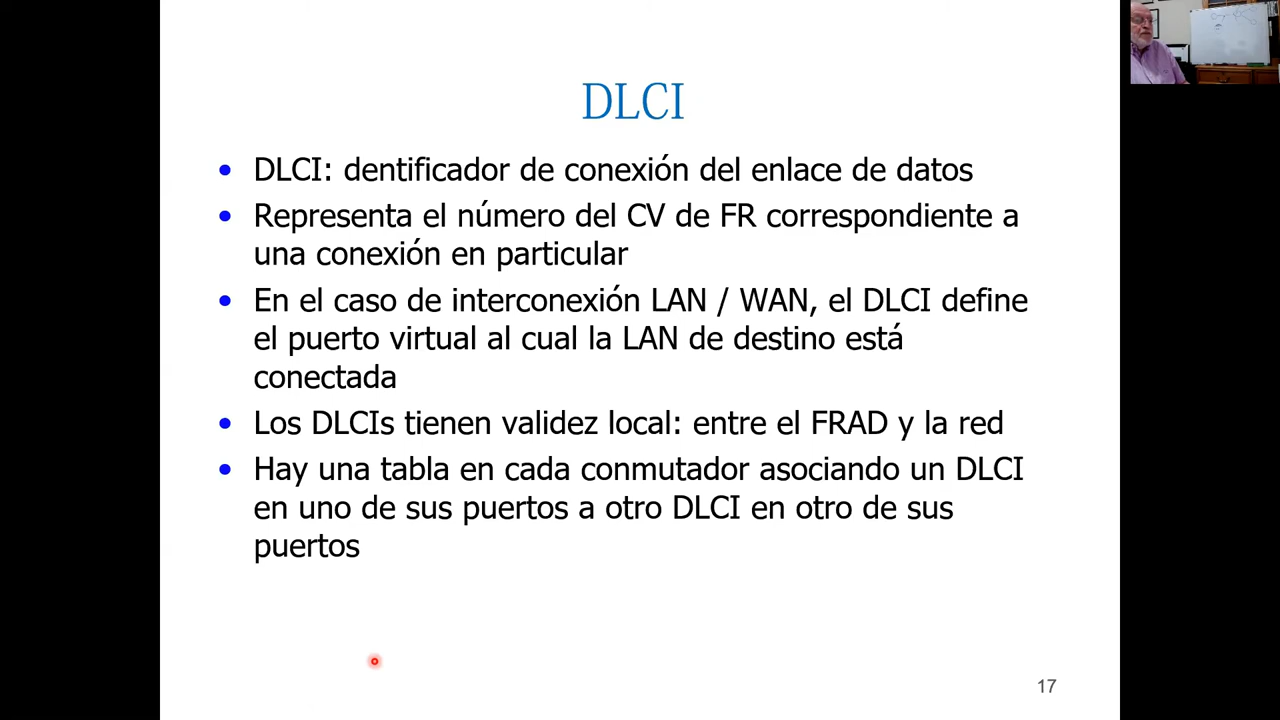 DLCI
• DLCI: dentificador de conexión del enlace de datos
• Representa el número del CV de FR correspondiente a
una conexión en particular
• En el caso de interconexión LAN / WAN, el DLCI define
el puerto virtual al cual la LAN de destino está
conectada
• Los DLCIs tienen validez local: entre el FRAD y la red
• Hay una tabla en cada conmutador asociando un DLCI
en uno de sus puertos a otro DLCI en otro de sus
puertos
17